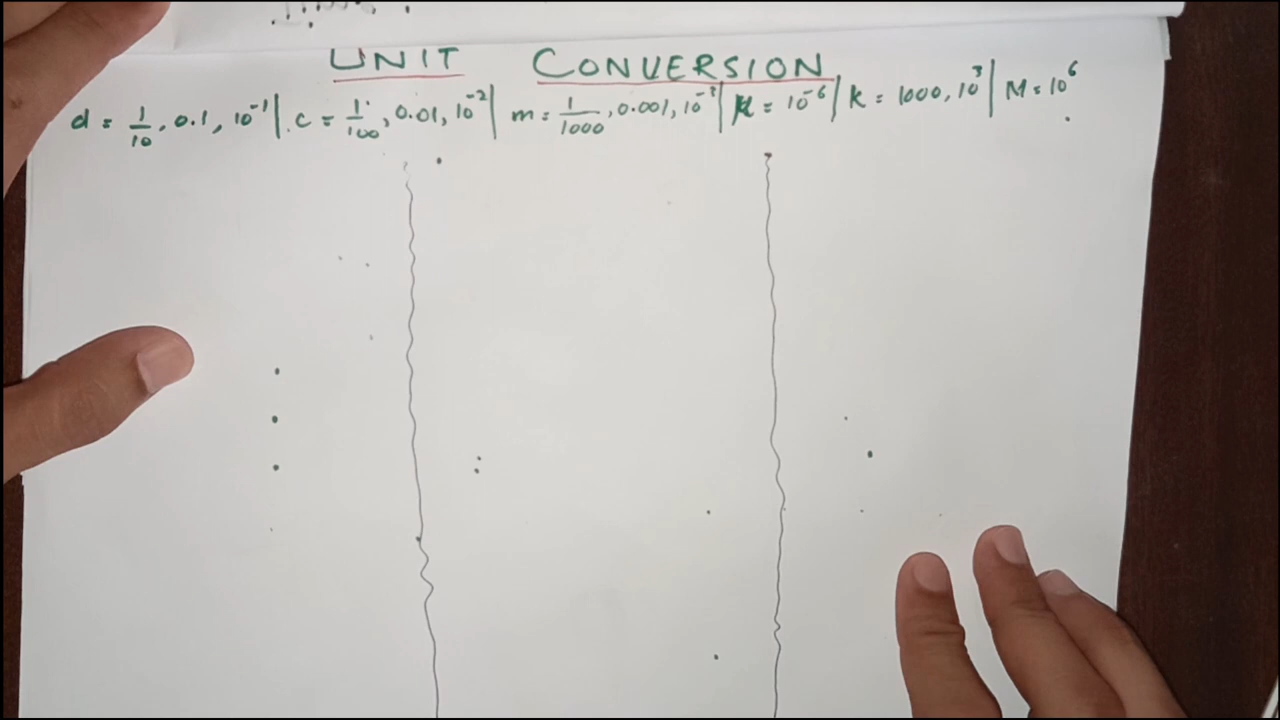 UNIT CONVERSION
d = 1/10, 0.1, 10⁻¹ | c = 1/100, 0.01, 10⁻² | m = 1/1000, 0.001, 10⁻³ | = 10⁻⁶ | k = 1000, 10³ | M = 10⁶